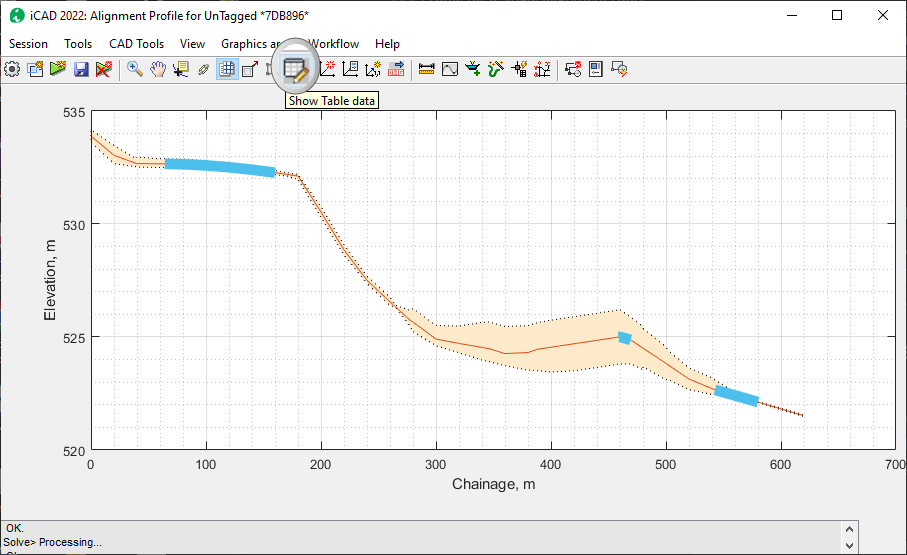 iCAD 2022: Alignment Profile for UnTagged *7DB896*
Session Tools CAD Tools View Graphics a Workflow Help
Show Table data
535
530
525
520
Elevation, m
0 100 200 300 400 500 600 700
Chainage, m
OK.
Solve> Processing...